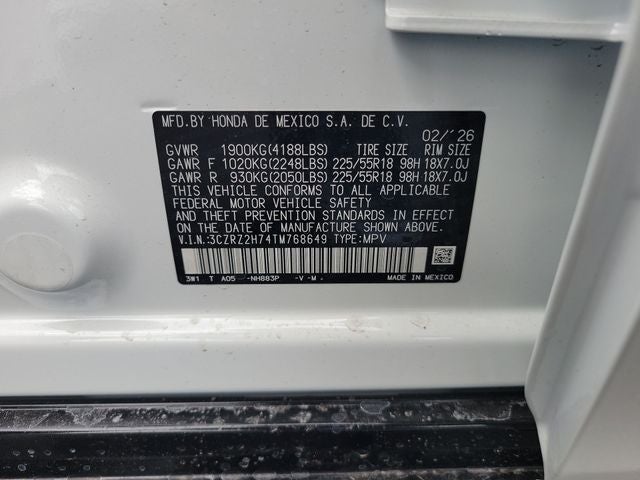 MFD.BY HONDA DE MEXICO S.A. DE C.V.
02/'26
GVWR 1900KG(4188LBS) TIRE SIZE RIM SIZE
GAWR F 1020KG(2248LBS) 225/55R18 98H 18X7.0J
GAWR R 930KG(2050LBS) 225/55R18 98H 18X7.0J
THIS VEHICLE CONFORMS TO ALL APPLICABLE
FEDERAL MOTOR VEHICLE SAFETY
AND THEFT PREVENTION STANDARDS IN EFFECT
ON THE DATE OF MANUFACTURE SHOWN ABOVE.
V.I.N.:3CZRZ2H74TM768649 TYPE:MPV
3W1 T A05 -NH883P -V -M . MADE IN MEXICO